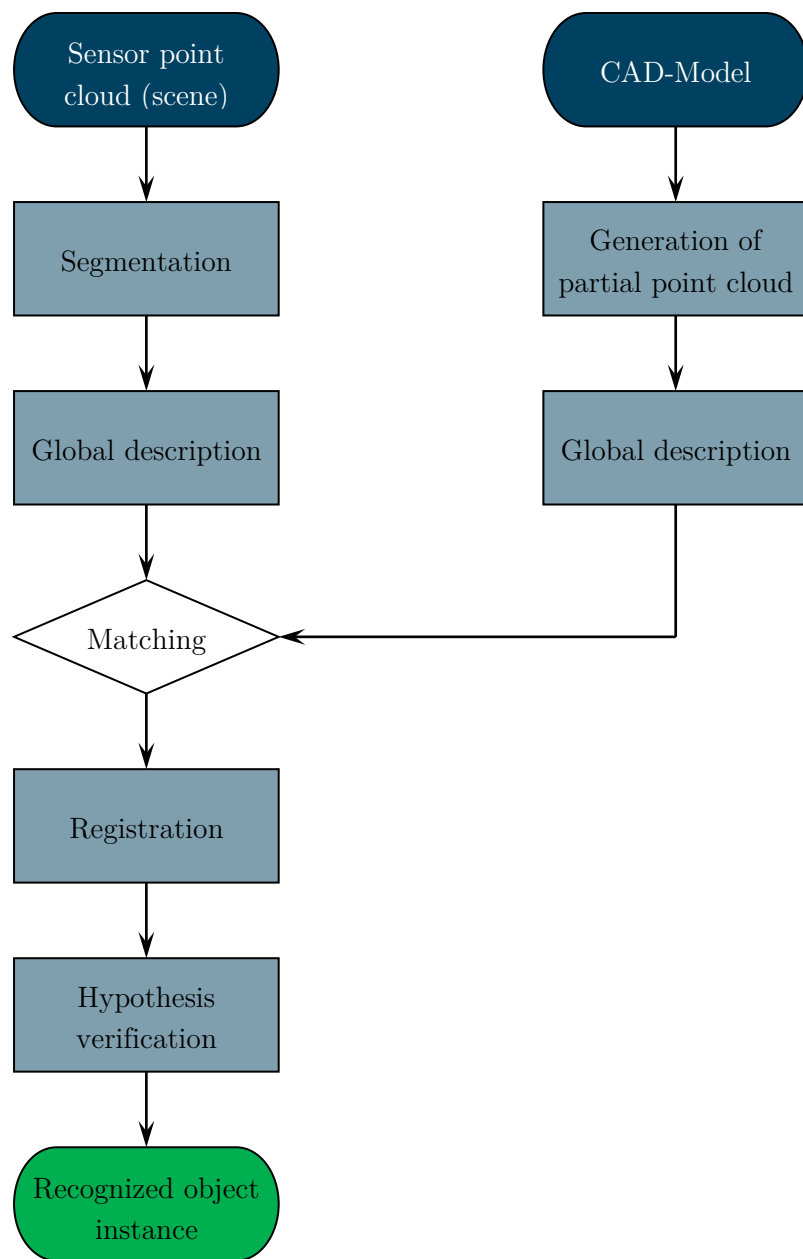 Sensor point
cloud (scene)
CAD-Model
Segmentation
Generation of
partial point cloud
Global description
Global description
Matching
Registration
Hypothesis
verification
Recognized object
instance